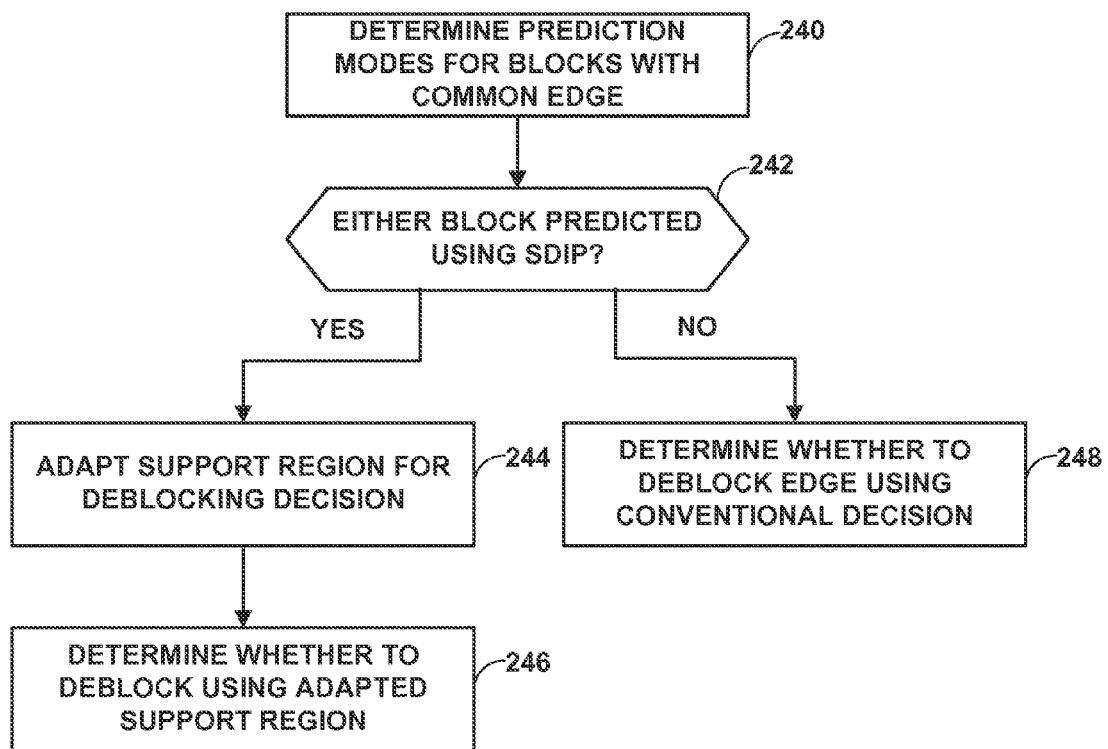 DETERMINE PREDICTION
MODES FOR BLOCKS WITH
COMMON EDGE
240
242
EITHER BLOCK PREDICTED
USING SDIP?
YES
NO
ADAPT SUPPORT REGION FOR
DEBLOCKING DECISION
244
DETERMINE WHETHER TO
DEBLOCK EDGE USING
CONVENTIONAL DECISION
248
DETERMINE WHETHER TO
DEBLOCK USING ADAPTED
SUPPORT REGION
246